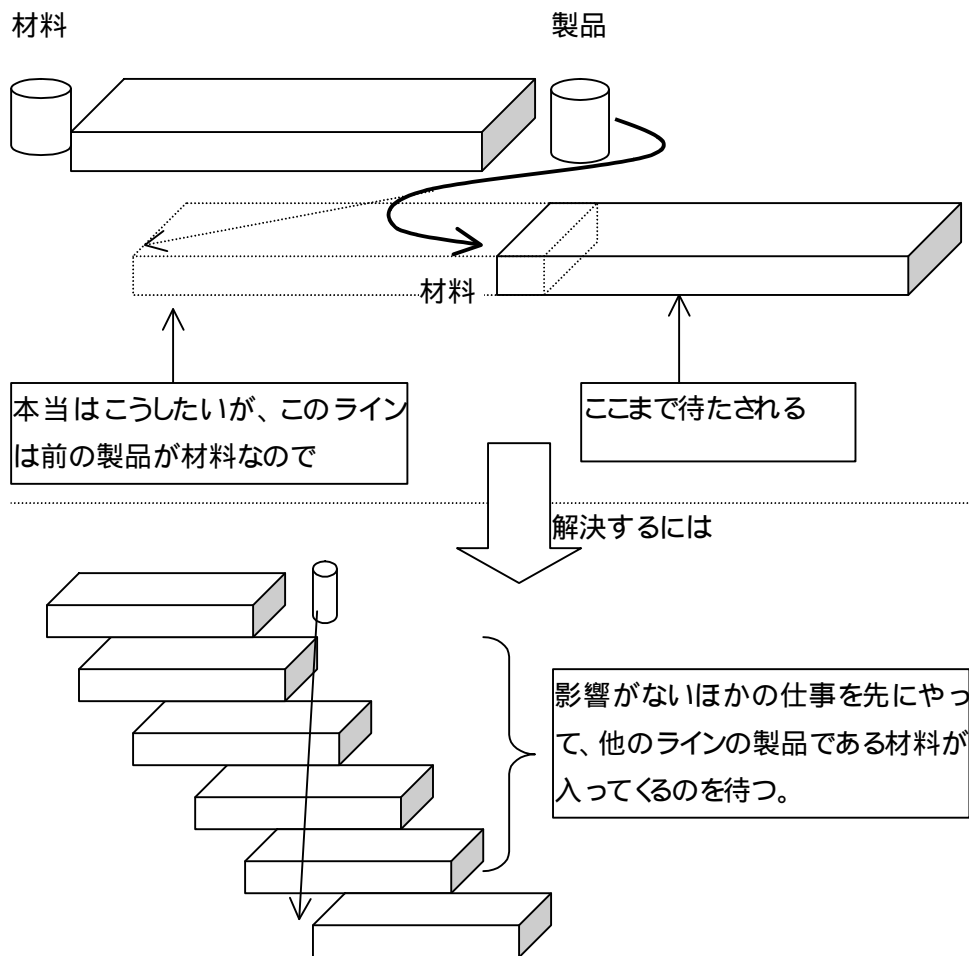 材料
製品
材料
本当はこうしたいが、このライン
は前の製品が材料なので
ここまで待たされる
解決するには
影響がないほかの仕事を先にやっ
て、他のラインの製品である材料が
入ってくるのを待つ。